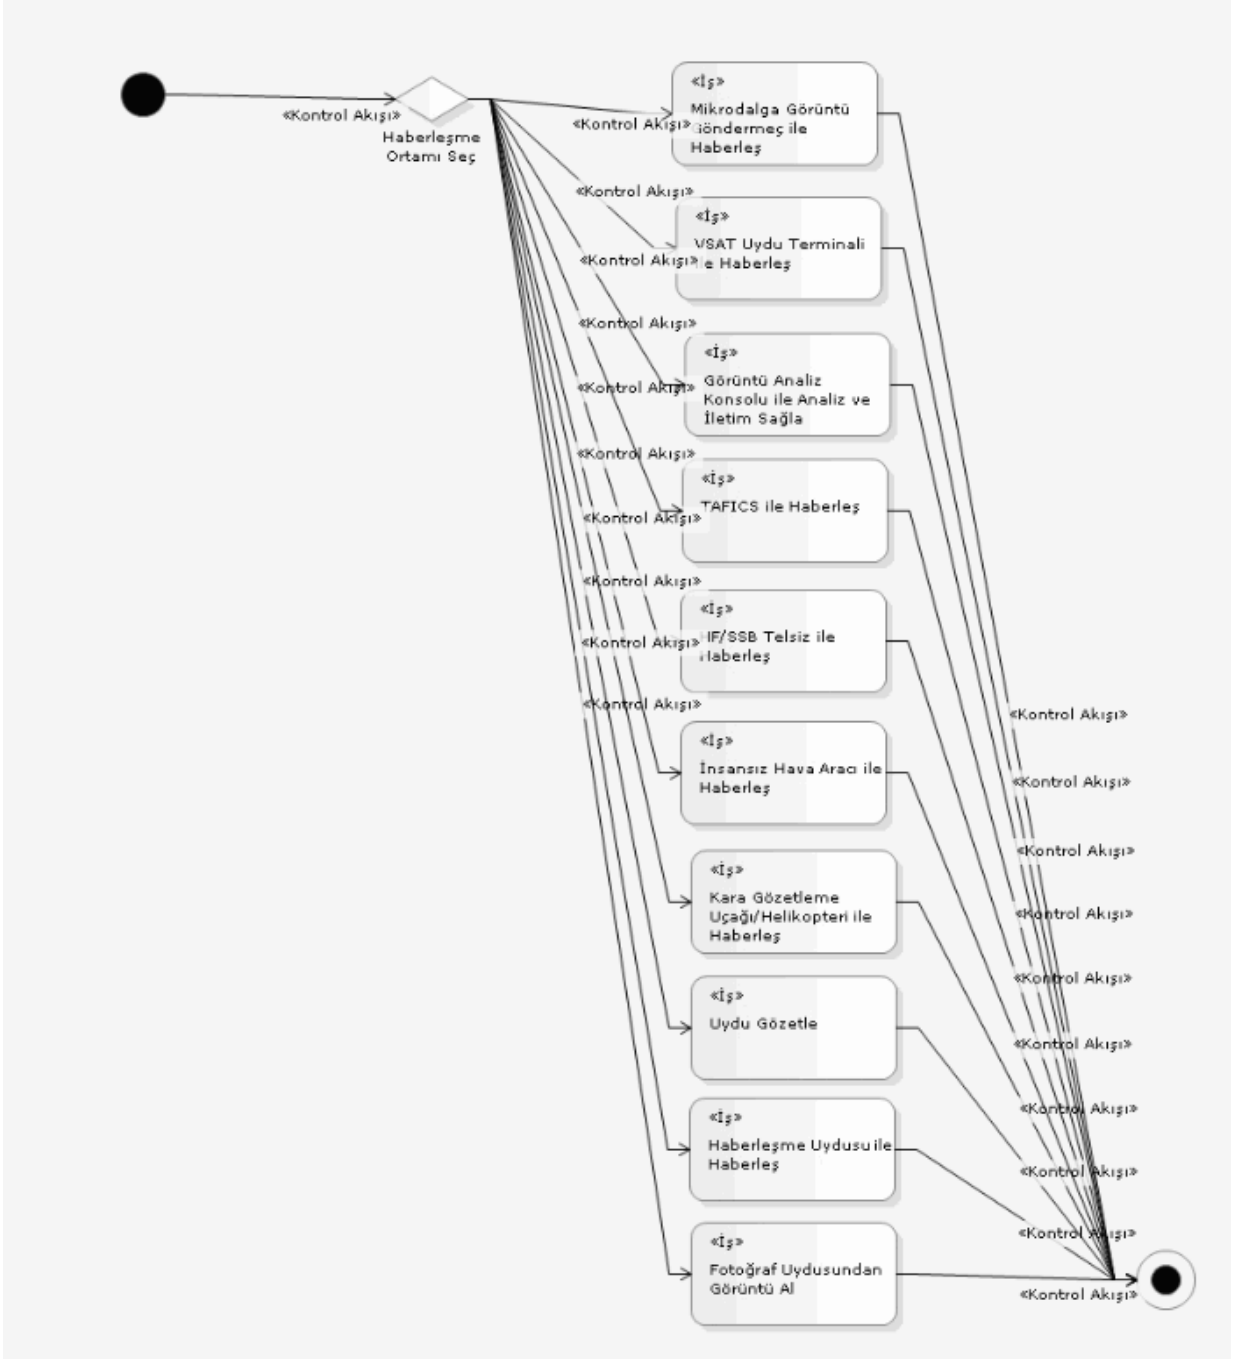 «Kontrol Akışı»
Haberleşme
Ortamı Seç
«İş»
Mikrodalga Görüntü
Göndermeç ile
Haberleş
«Kontrol Akışı»
«Kontrol Akışı»
«İş»
VSAT Uydu Terminali
ile Haberleş
«Kontrol Akışı»
«Kontrol Akışı»
«İş»
Görüntü Analiz
Konsolu ile Analiz ve
İletim Sağla
«Kontrol Akışı»
«Kontrol Akışı»
«İş»
TAFICS ile Haberleş
«Kontrol Akışı»
«Kontrol Akışı»
«İş»
HF/SSB Telsiz ile
Haberleş
«Kontrol Akışı»
«Kontrol Akışı»
«İş»
İnsansız Hava Aracı ile
Haberleş
«İş»
Kara Gözetleme
Uçağı/Helikopteri ile
Haberleş
«İş»
Uydu Gözetle
«İş»
Haberleşme Uydusu ile
Haberleş
«İş»
Fotoğraf Uydusundan
Görüntü Al
«Kontrol Akışı»
«Kontrol Akışı»
«Kontrol Akışı»
«Kontrol Akışı»
«Kontrol Akışı»
«Kontrol Akışı»
«Kontrol Akışı»
«Kontrol Akışı»
«Kontrol Akışı»
«Kontrol Akışı»